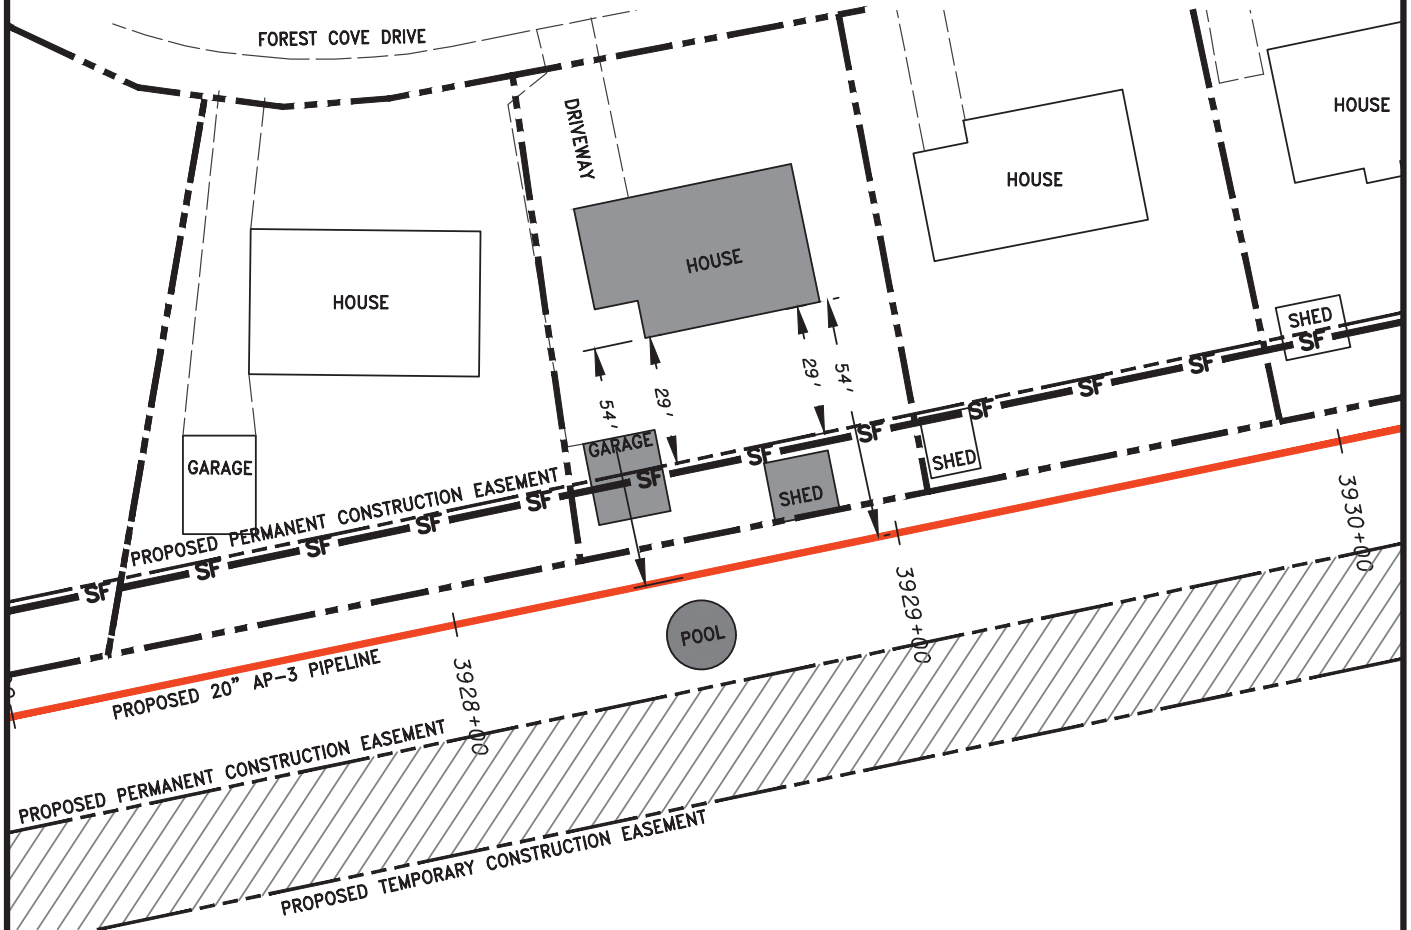 FOREST COVE DRIVE
DRIVEWAY
HOUSE
HOUSE
HOUSE
HOUSE
SHED
SF
SF
SF
SF
SF
SF
SF
SF
SF
SF
SF
SF
29'
54'
54'
29'
GARAGE
GARAGE
SHED
SHED
PROPOSED PERMANENT CONSTRUCTION EASEMENT
3930+00
3929+00
3928+00
POOL
PROPOSED 20" AP-3 PIPELINE
PROPOSED PERMANENT CONSTRUCTION EASEMENT
PROPOSED TEMPORARY CONSTRUCTION EASEMENT